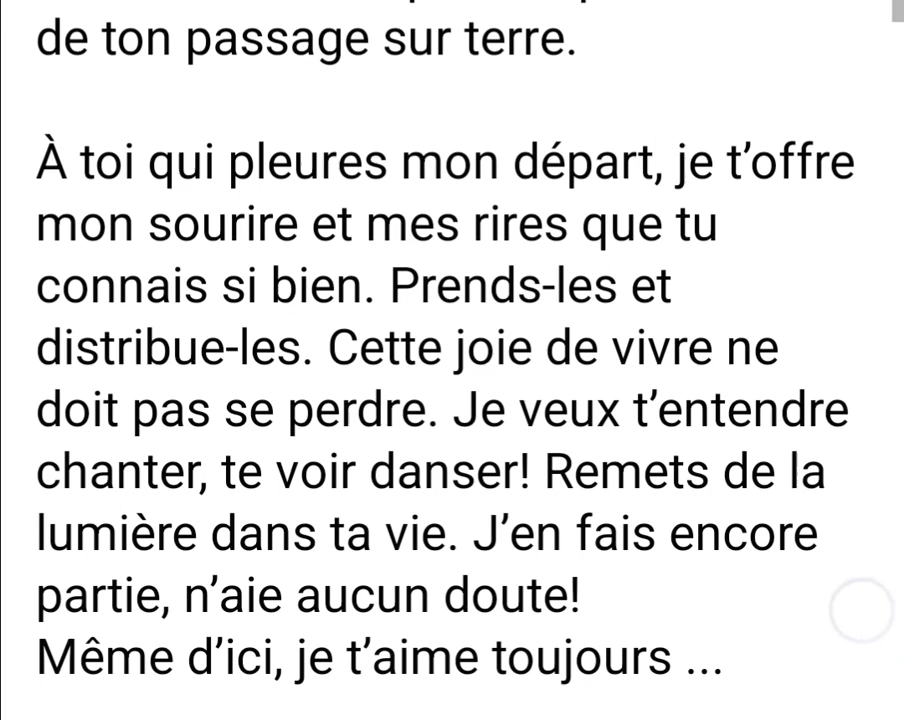 de ton passage sur terre.
À toi qui pleures mon départ, je t’offre
mon sourire et mes rires que tu
connais si bien. Prends-les et
distribue-les. Cette joie de vivre ne
doit pas se perdre. Je veux t’entendre
chanter, te voir danser! Remets de la
lumière dans ta vie. J’en fais encore
partie, n’aie aucun doute!
Même d’ici, je t’aime toujours ...